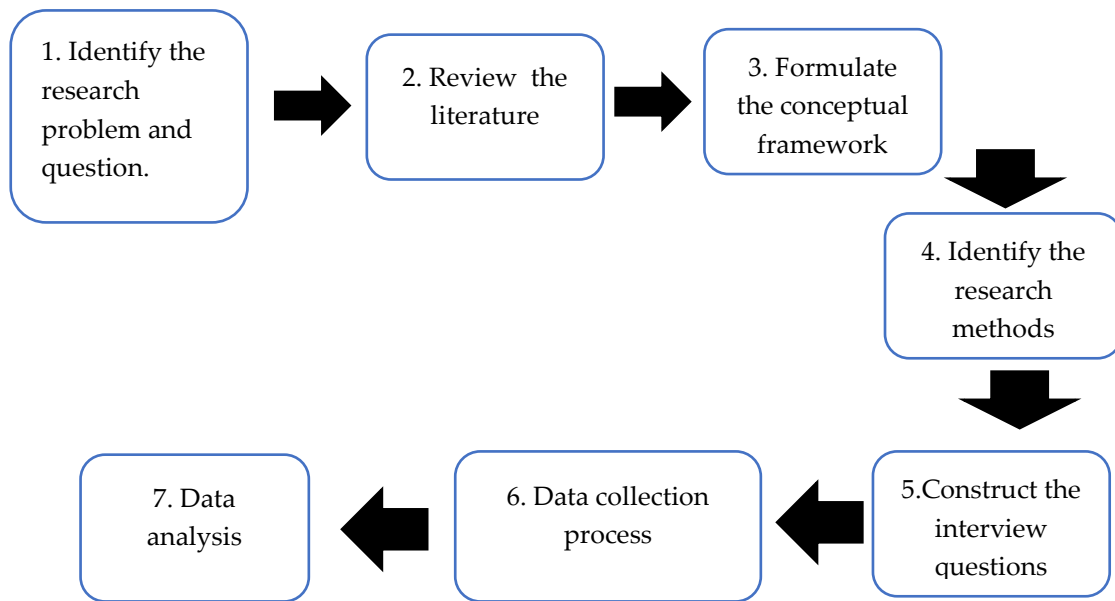 1. Identify the
research
problem and
question.
2. Review the
literature
3. Formulate
the conceptual
framework
4. Identify the
research
methods
5.Construct the
interview
questions
6. Data collection
process
7. Data
analysis